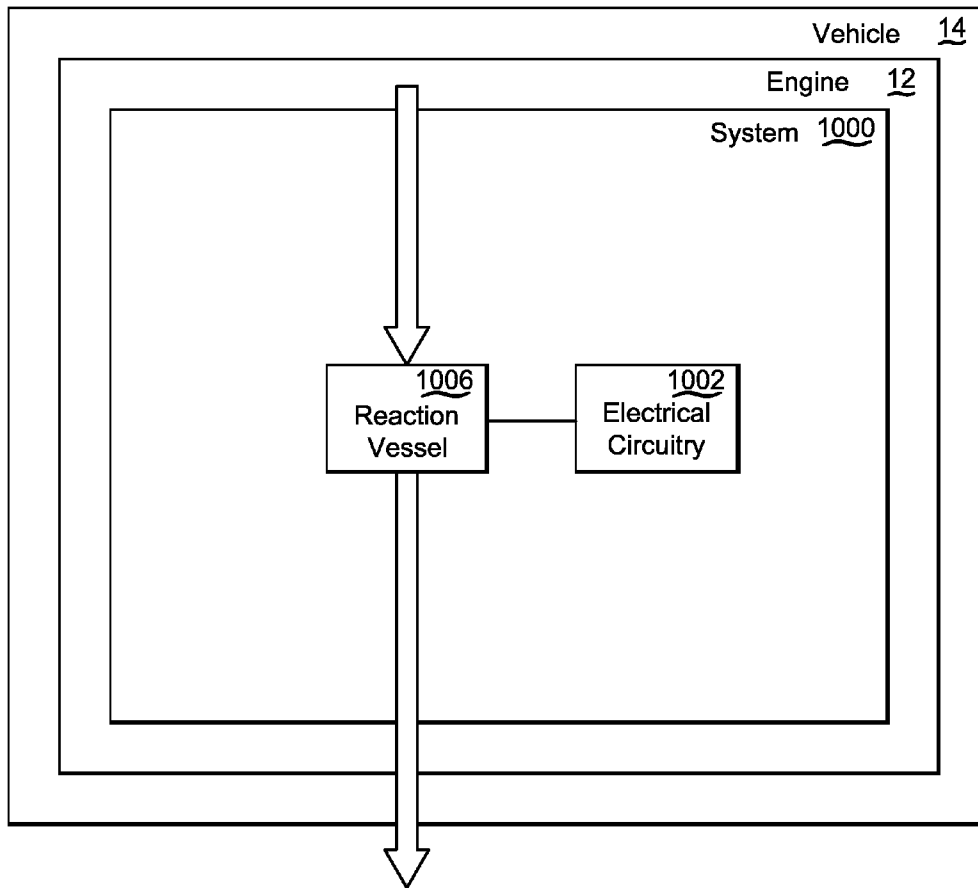 Vehicle 14
Engine 12
System 1000
1006
Reaction
Vessel
1002
Electrical
Circuitry